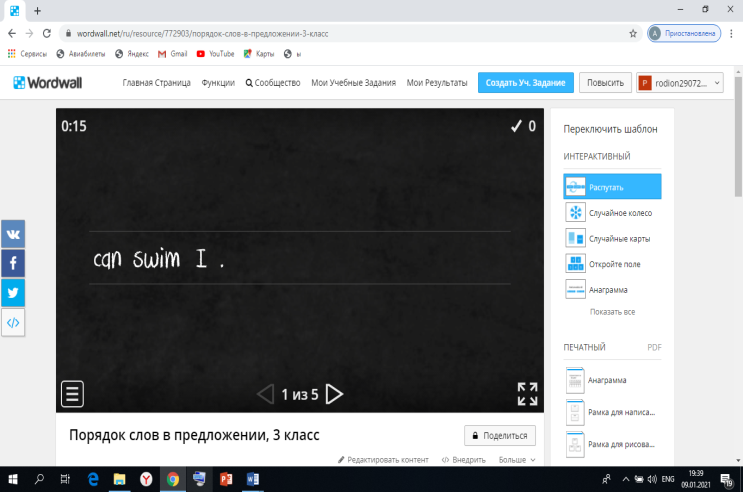 wordwall.net/ru/resource/772903/порядок-слов-в-предложении-3-класс
А Приостановлена
Сервисы Авиабилеты Яндекс Gmail YouTube Карты ы
Wordwall Главная Страница Функции Сообщество Мои Учебные Задания Мои Результаты Создать Уч. Задание Повысить P rodion29072...
0:15 0
can swim I .
1 из 5
Порядок слов в предложении, 3 класс
Поделиться
Редактировать контент Внедрить Больше
Переключить шаблон
ИНТЕРАКТИВНЫЙ
Распутать
Случайное колесо
Случайные карты
Откройте поле
Анаграмма
Показать все
ПЕЧАТНЫЙ PDF
Анаграмма
Рамка для написа...
Рамка для рисова...
ENG
19:39
09.01.2021
19